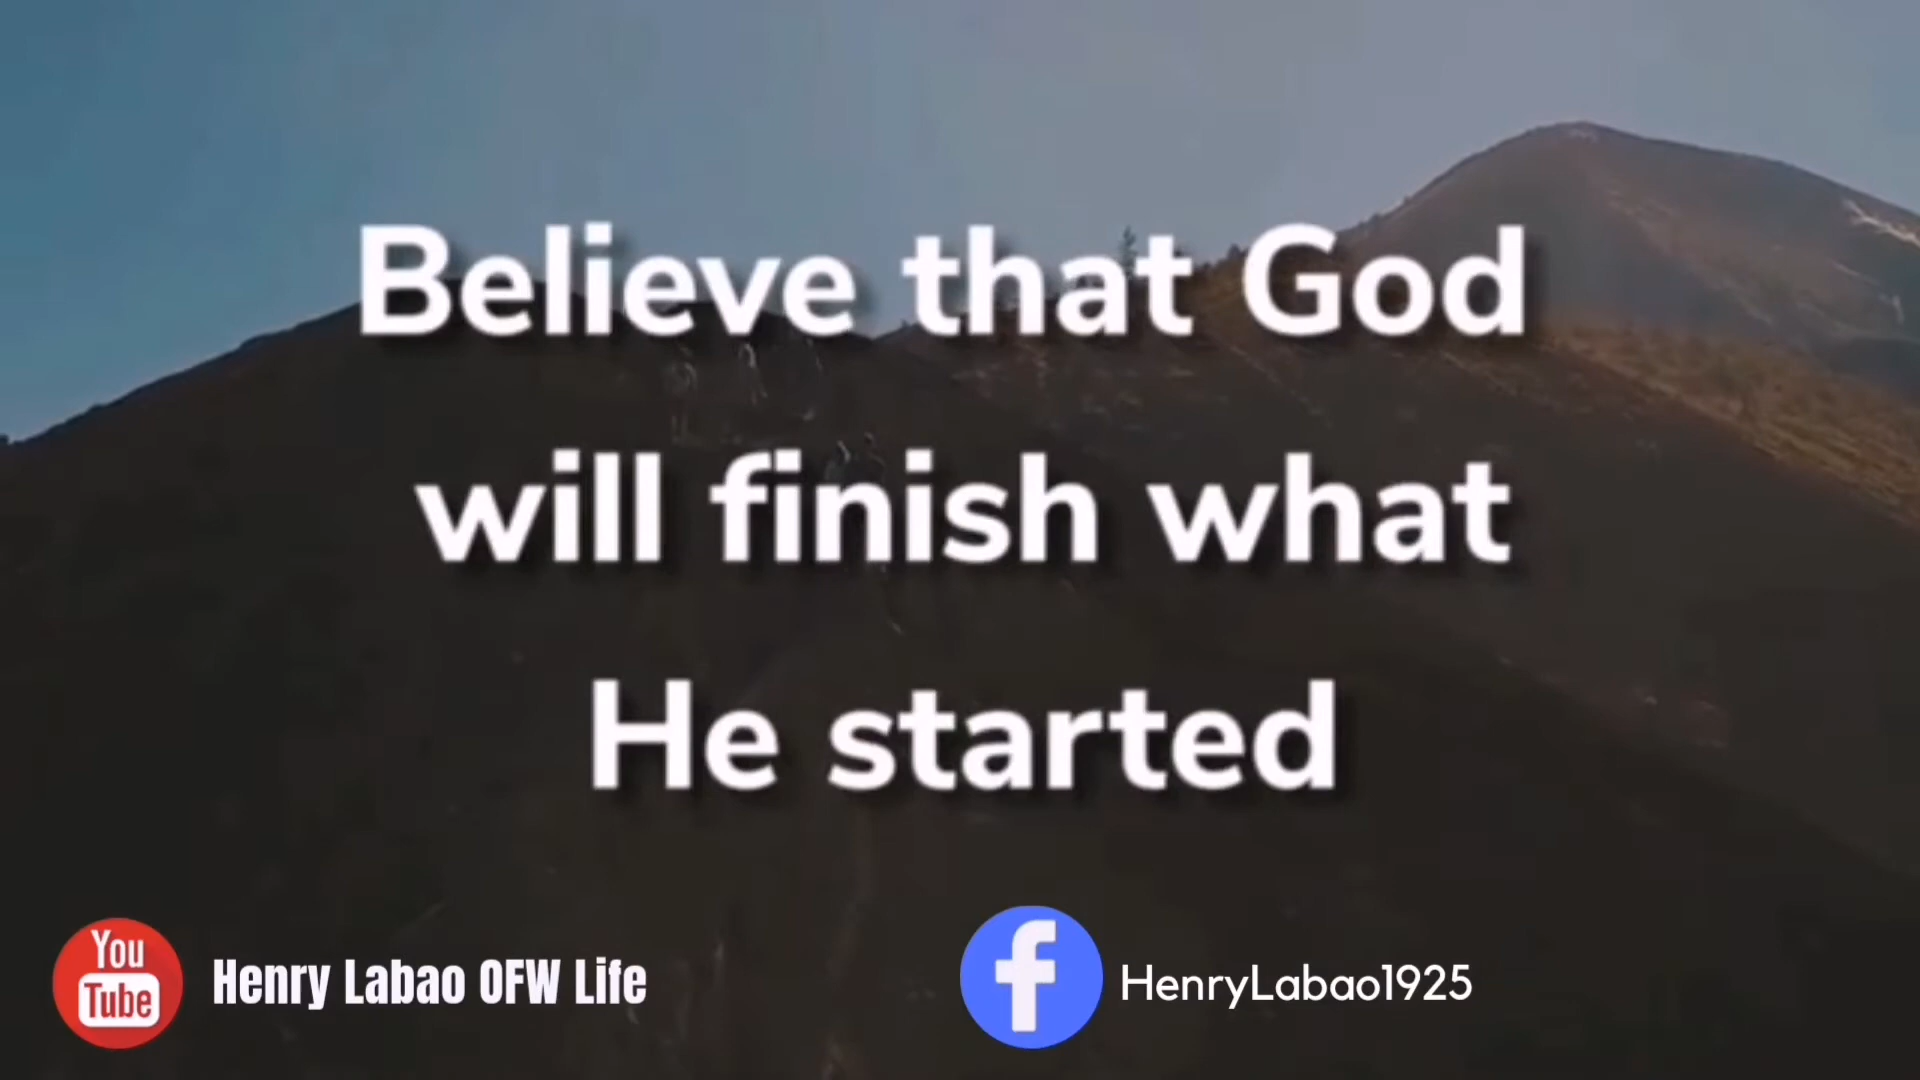 Believe that God
will finish what
He started
You
Tube
Henry Labao OFW Life
f
HenryLabao1925